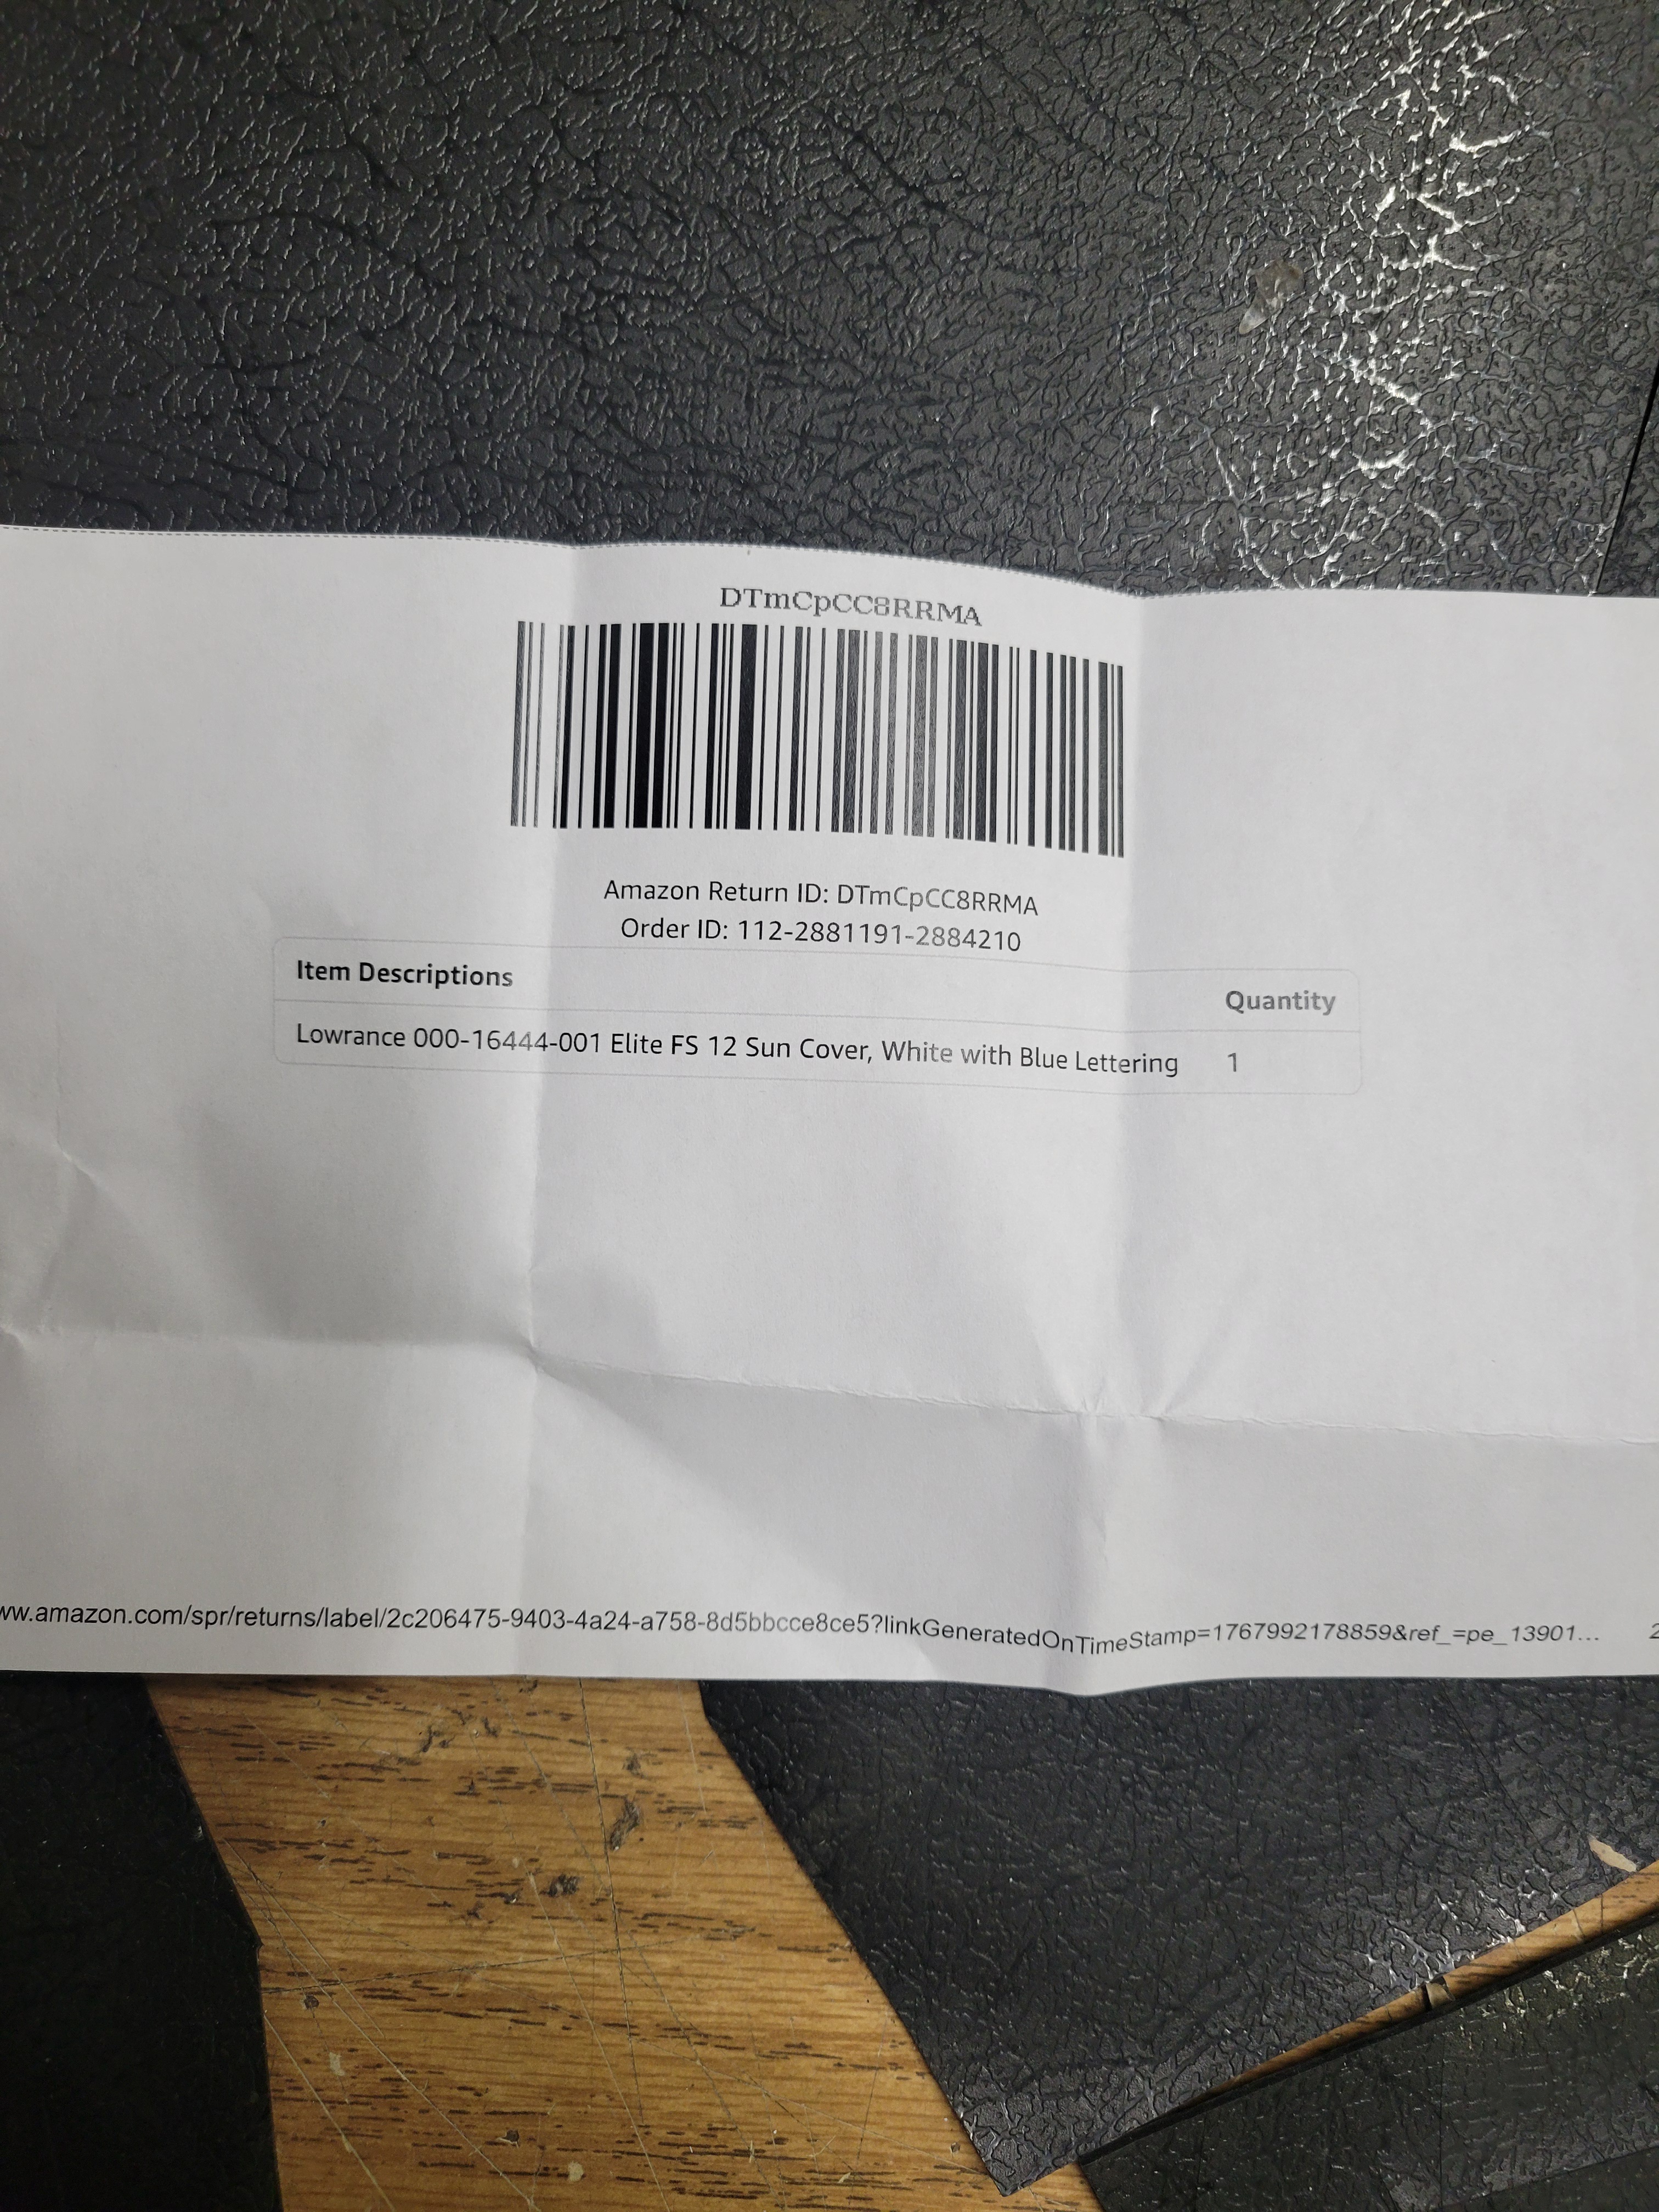 DTmCpCC8RRMA
Amazon Return ID: DTmCpCC8RRMA
Order ID: 112-2881191-2884210
Item Descriptions Quantity
Lowrance 000-16444-001 Elite FS 12 Sun Cover, White with Blue Lettering 1
ww.amazon.com/spr/returns/label/2c206475-9403-4a24-a758-8d5bbcce8ce5?linkGeneratedOnTimeStamp=1767992178859&ref_=pe_13901...